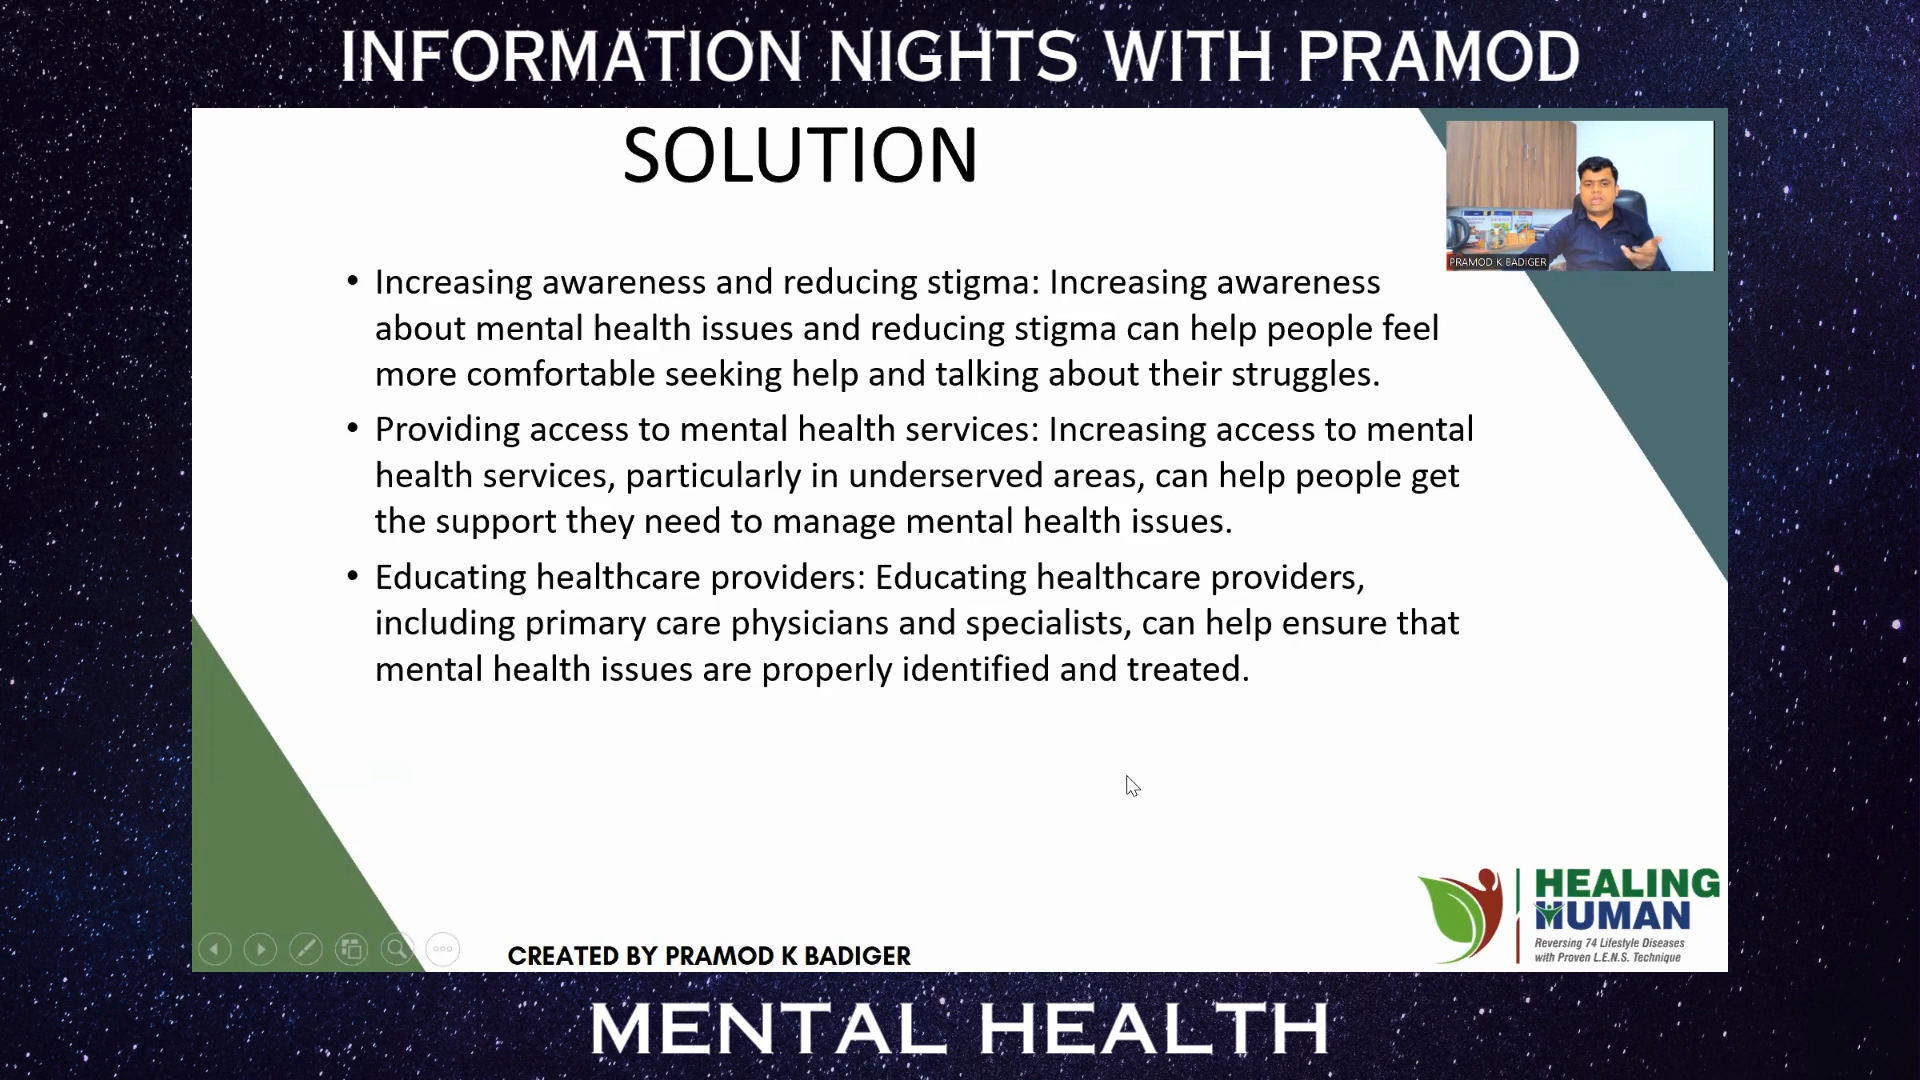 INFORMATION NIGHTS WITH PRAMOD
SOLUTION
PRAMOD K BADIGER
• Increasing awareness and reducing stigma: Increasing awareness
about mental health issues and reducing stigma can help people feel
more comfortable seeking help and talking about their struggles.
• Providing access to mental health services: Increasing access to mental
health services, particularly in underserved areas, can help people get
the support they need to manage mental health issues.
• Educating healthcare providers: Educating healthcare providers,
including primary care physicians and specialists, can help ensure that
mental health issues are properly identified and treated.
HEALING
HUMAN
Reversing 74 Lifestyle Diseases
with Proven L.E.N.S. Technique
CREATED BY PRAMOD K BADIGER
MENTAL HEALTH